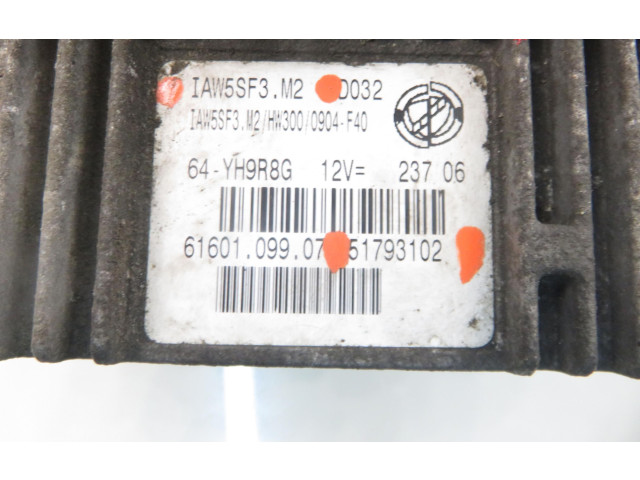 IAW5SF3.M2 D032
IAW5SF3.M2/HW300/0904-F40
64-YH9R8G 12V= 237 06
61601.099.07 51793102